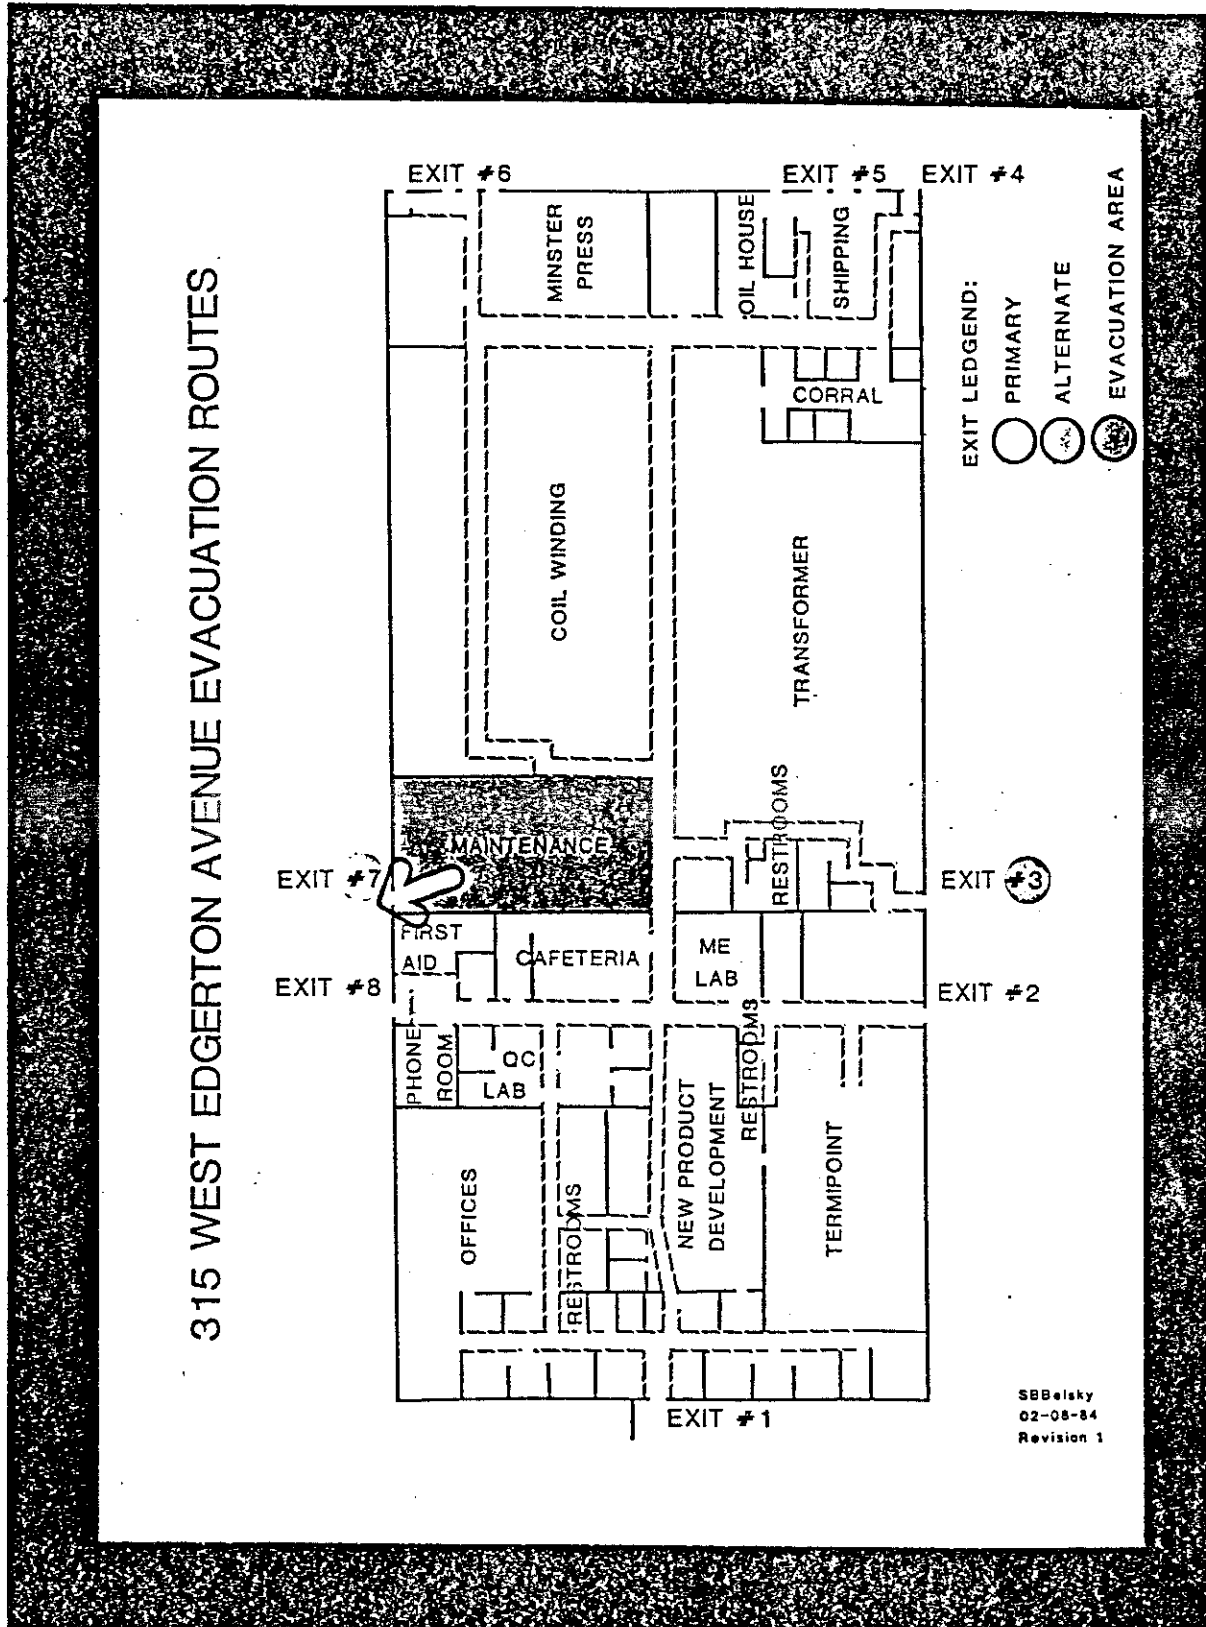 315 WEST EDGERTON AVENUE EVACUATION ROUTES
EXIT #6
EXIT #5
EXIT #4
MINSTER
PRESS
OIL HOUSE
SHIPPING
CORRAL
COIL WINDING
TRANSFORMER
MAINTENANCE
RESTROOMS
EXIT #7
EXIT #3
FIRST
AID
CAFETERIA
ME
LAB
EXIT #8
EXIT #2
PHONE
ROOM
QC
LAB
RESTROOMS
OFFICES
RESTROOMS
NEW PRODUCT
DEVELOPMENT
TERMIPOINT
EXIT #1
EXIT LEDGEND:
PRIMARY
ALTERNATE
EVACUATION AREA
SBBelsky
02-08-84
Revision 1